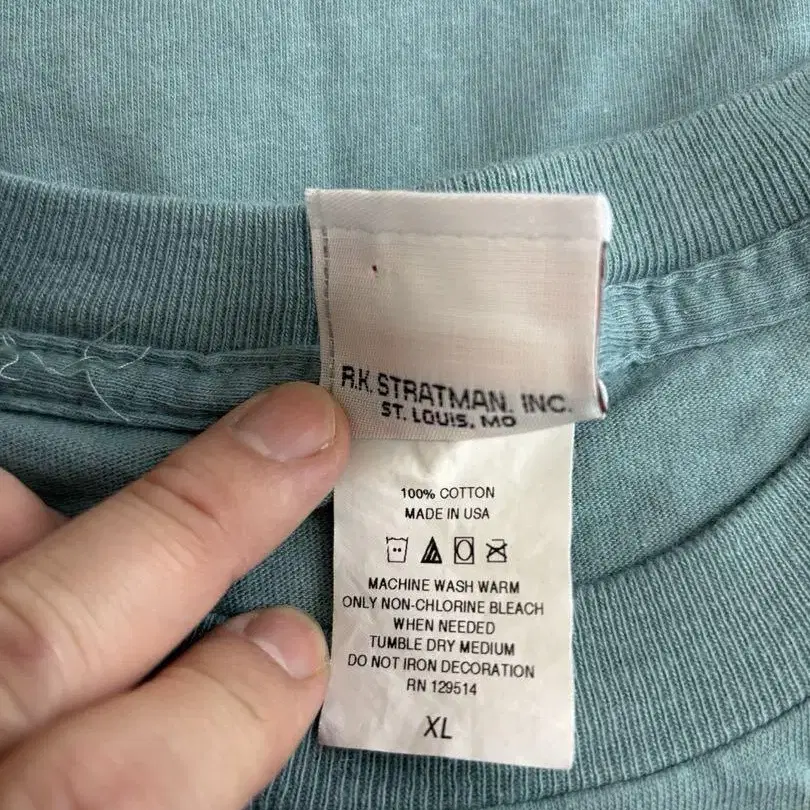 R.K. STRATMAN, INC.
ST. LOUIS, MO
100% COTTON
MADE IN USA
MACHINE WASH WARM
ONLY NON-CHLORINE BLEACH
WHEN NEEDED
TUMBLE DRY MEDIUM
DO NOT IRON DECORATION
RN 129514
XL